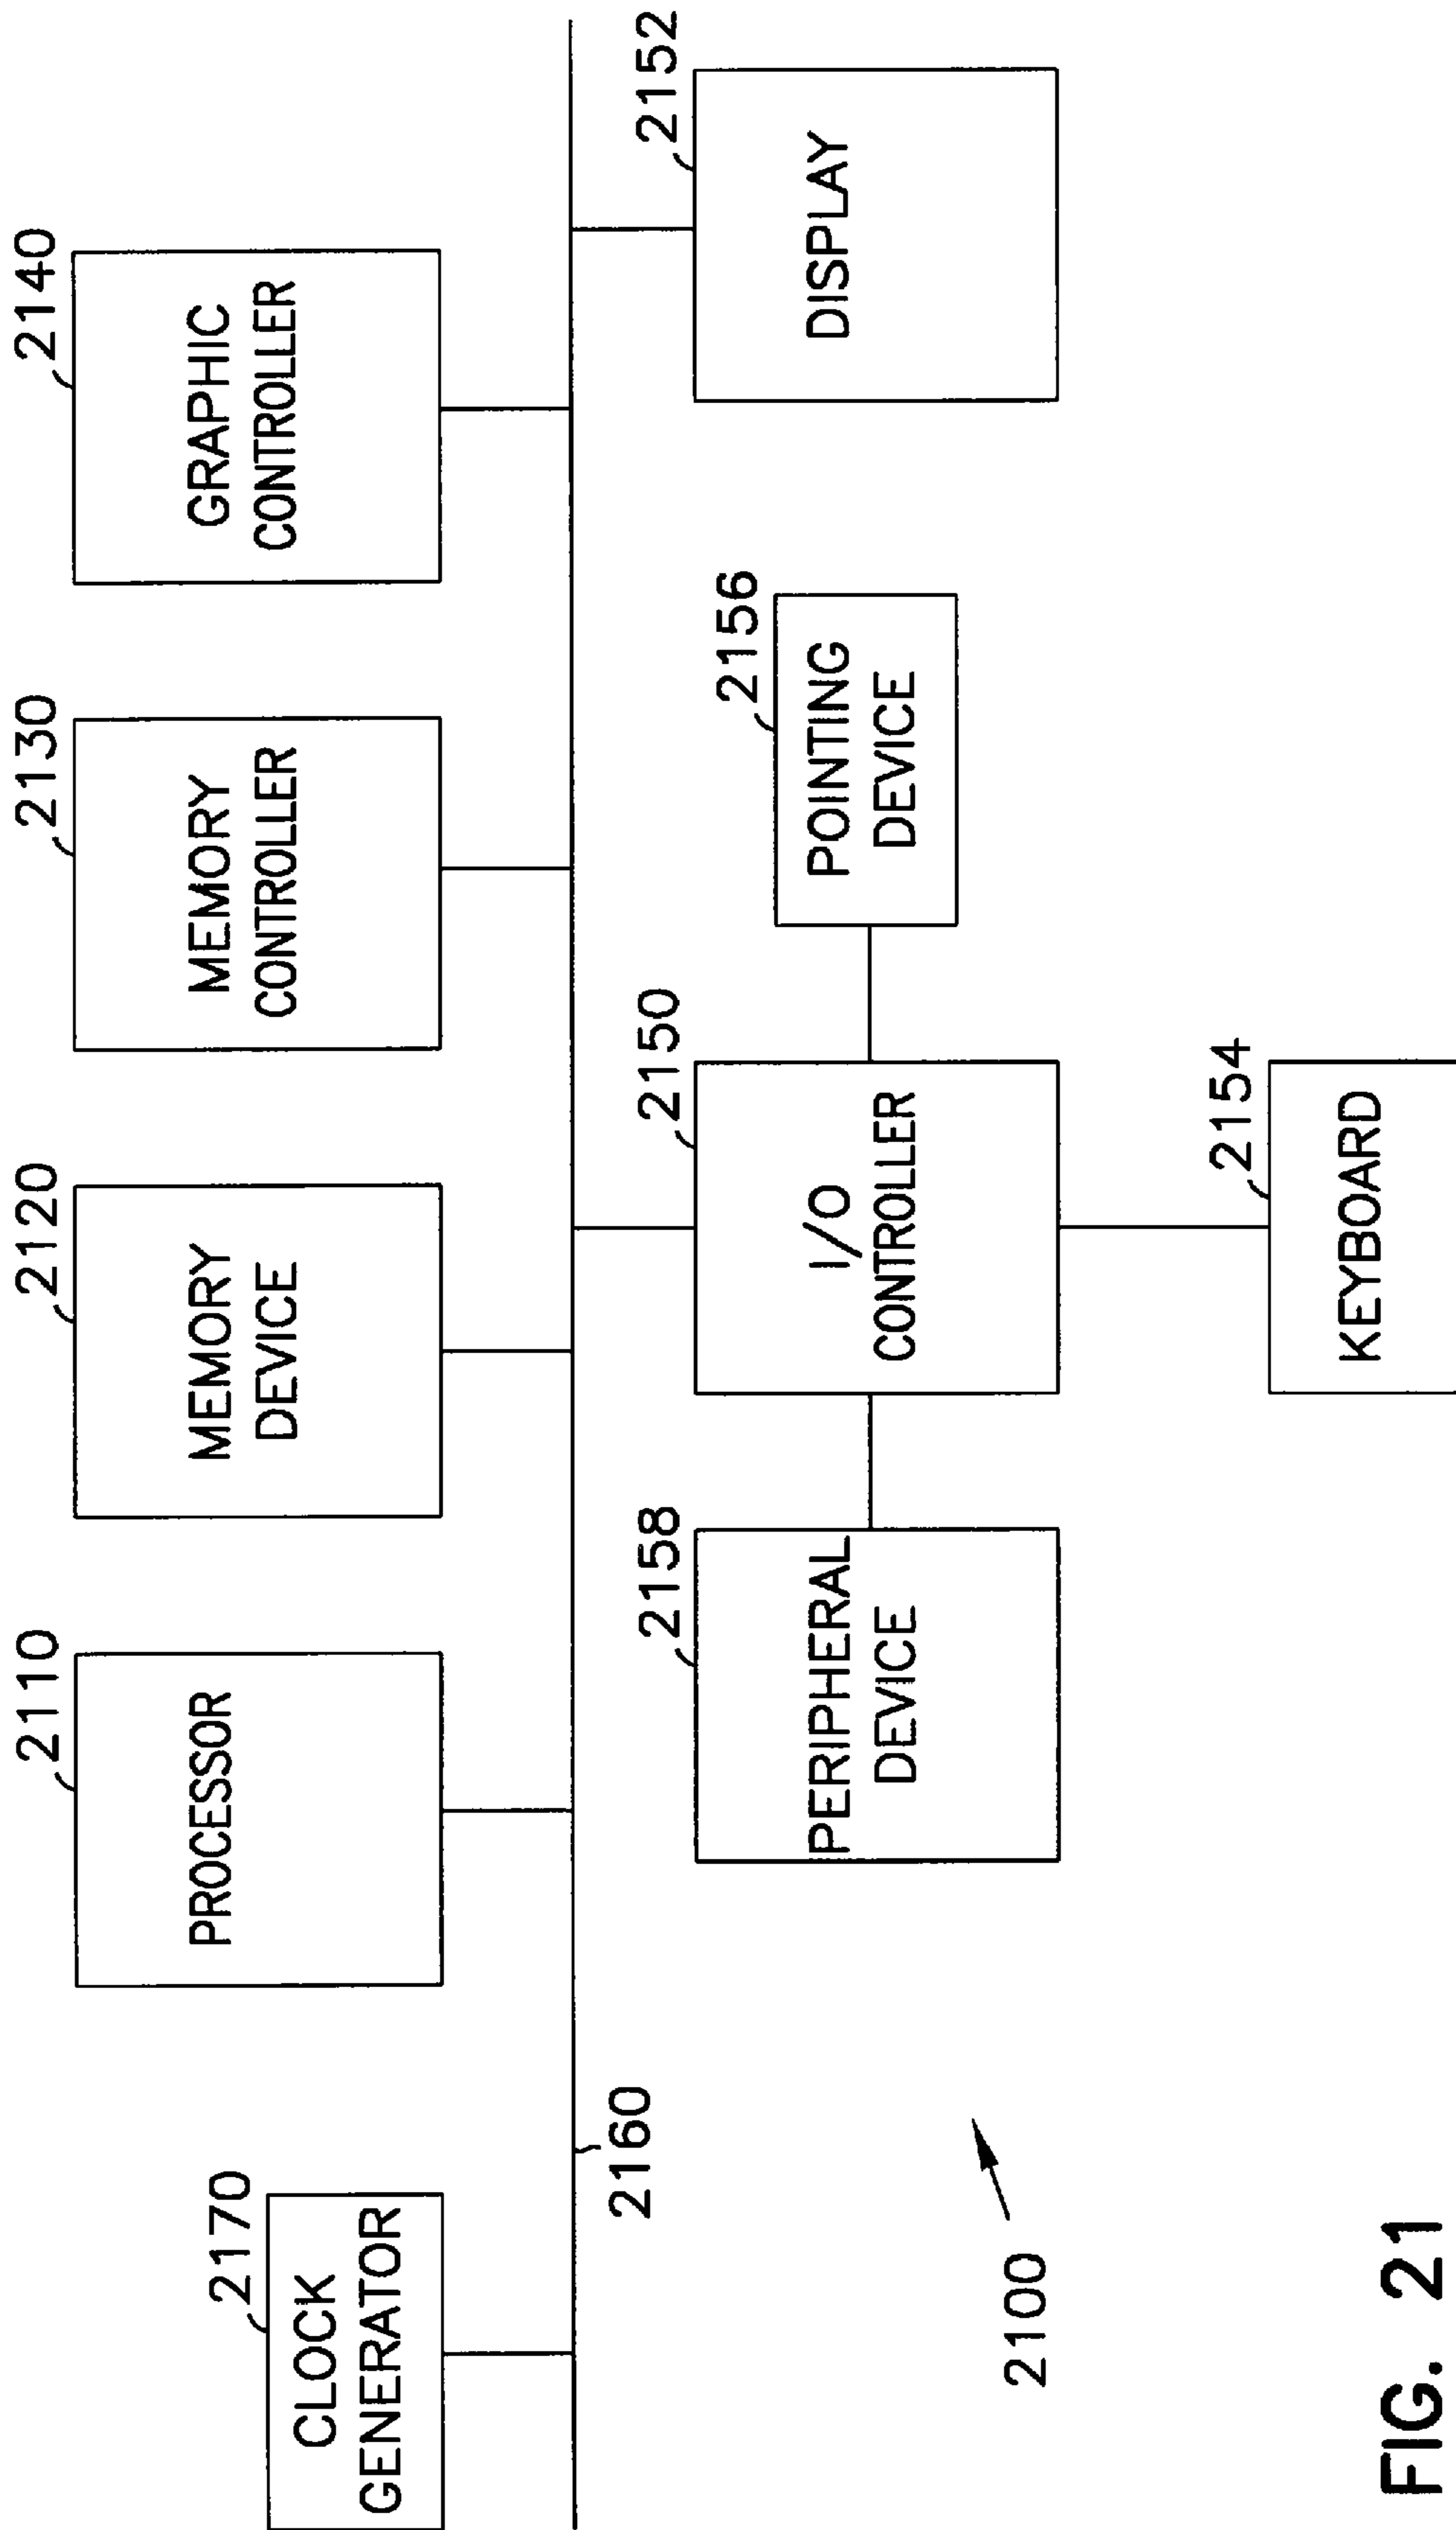 2170
CLOCK
GENERATOR
2110
PROCESSOR
2120
MEMORY
DEVICE
2130
MEMORY
CONTROLLER
2140
GRAPHIC
CONTROLLER
2160
2158
PERIPHERAL
DEVICE
2150
I/O
CONTROLLER
2156
POINTING
DEVICE
2152
DISPLAY
2100
2154
KEYBOARD
FIG. 21